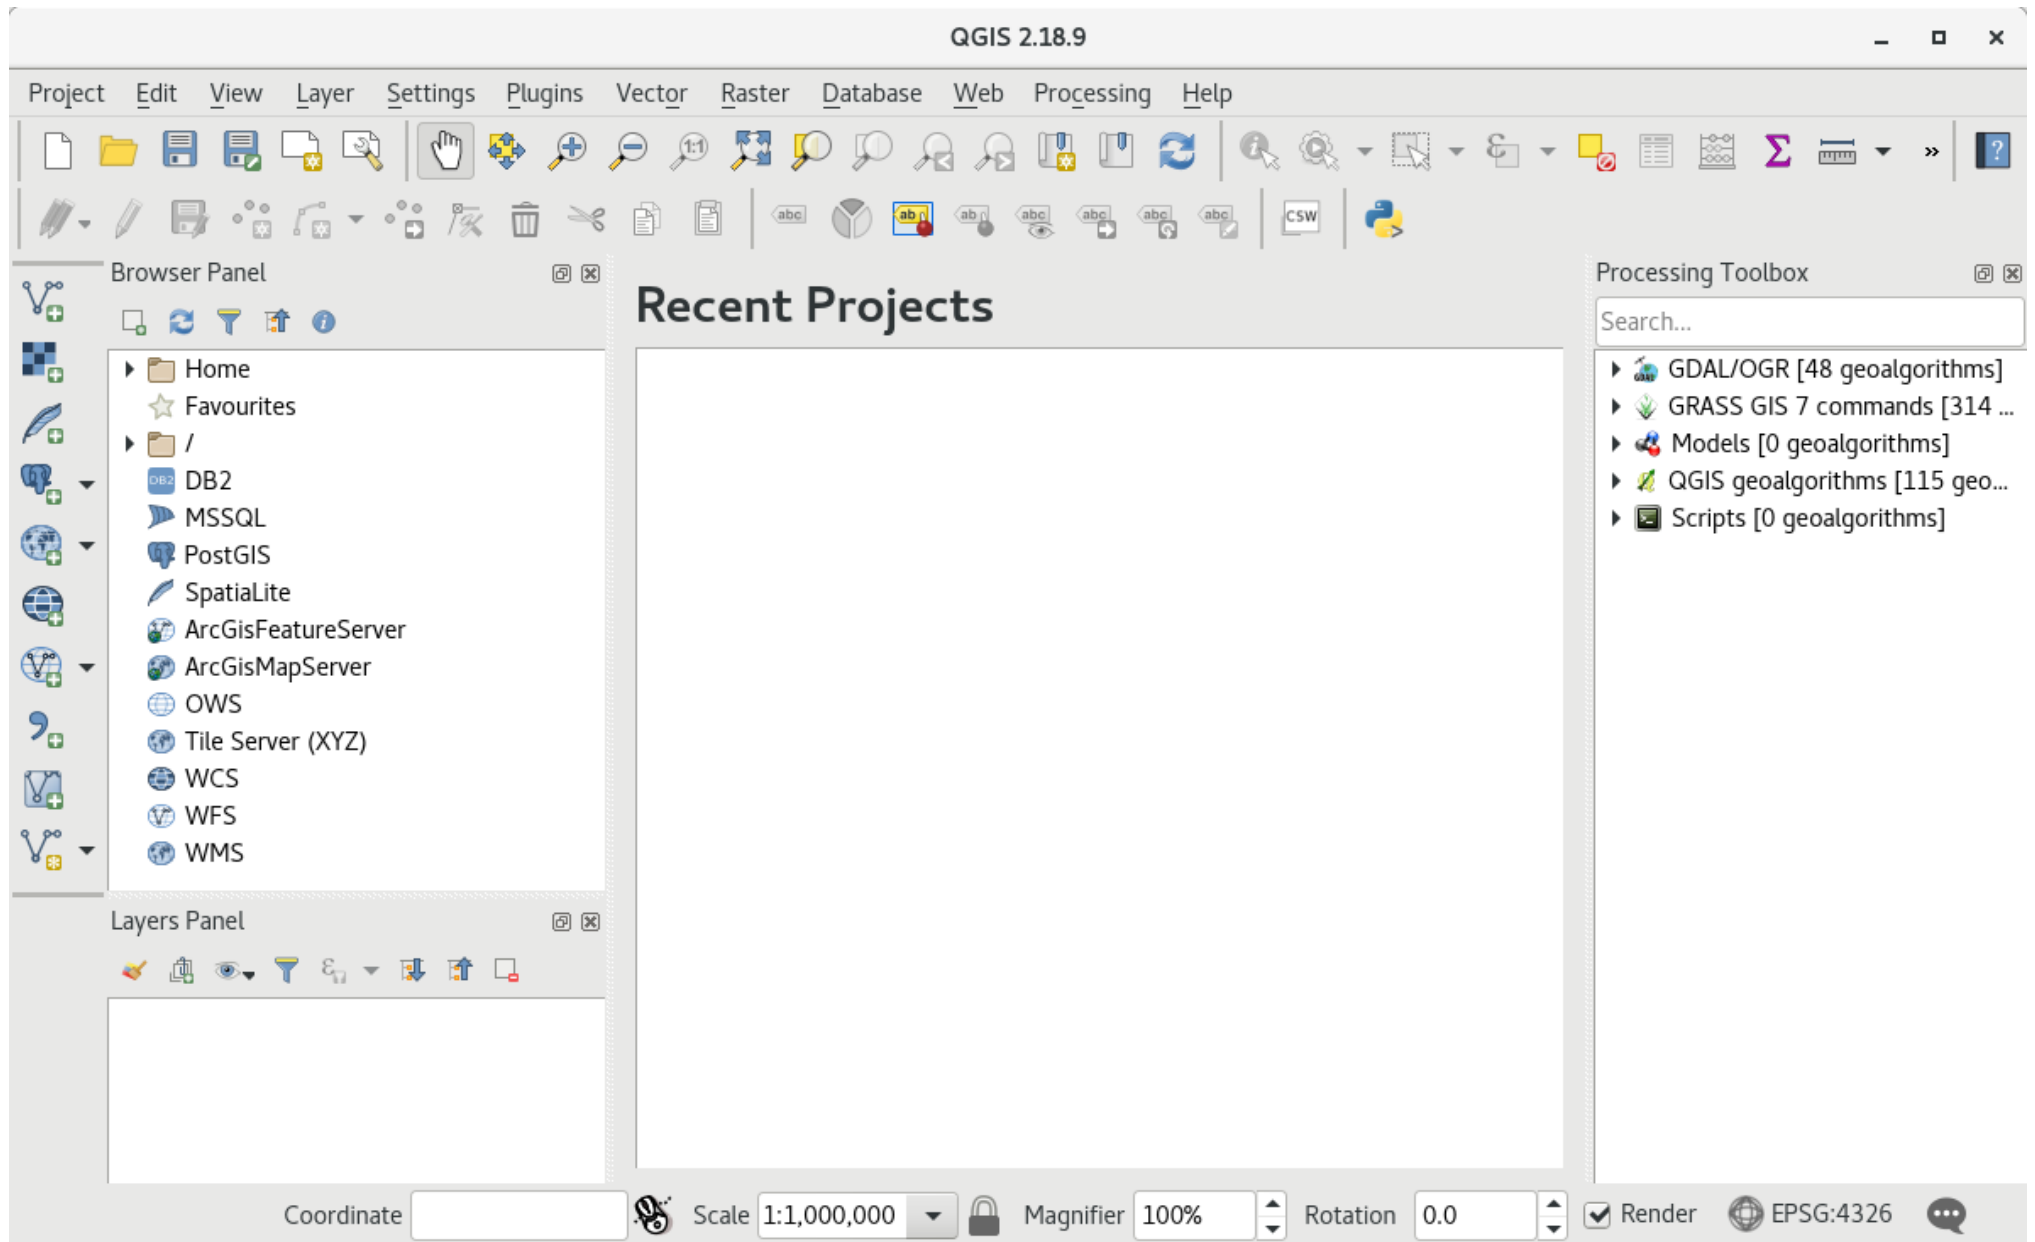 QGIS 2.18.9
Project Edit View Layer Settings Plugins Vector Raster Database Web Processing Help
1:1
?
abc ab ab abc abc abc abc CSW
Browser Panel
Home
Favourites
/
DB2 DB2
MSSQL
PostGIS
SpatiaLite
ArcGisFeatureServer
ArcGisMapServer
OWS
Tile Server (XYZ)
WCS
WFS
WMS
Layers Panel
Recent Projects
Processing Toolbox
Search...
GDAL/OGR [48 geoalgorithms]
GRASS GIS 7 commands [314 ...
Models [0 geoalgorithms]
QGIS geoalgorithms [115 geo...
Scripts [0 geoalgorithms]
Coordinate Scale 1:1,000,000 Magnifier 100% Rotation 0.0 Render EPSG:4326